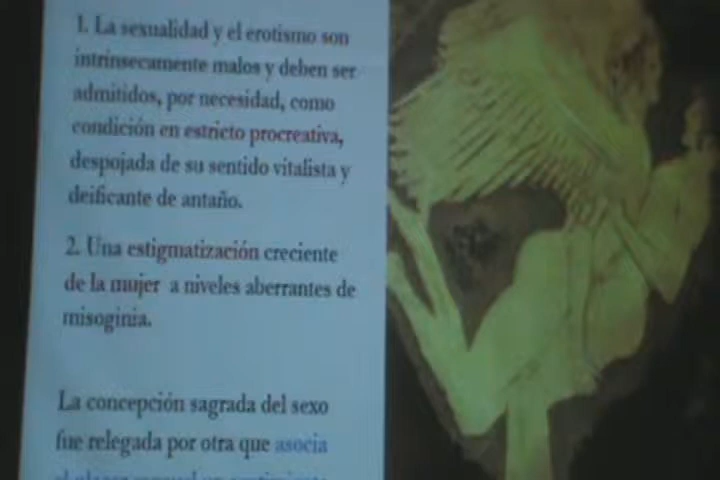 1. La sexualidad y el erotismo son
intrínsecamente malos y deben ser
admitidos, por necesidad, como
condición en estricto procreativa,
despojada de su sentido vitalista y
deificante de antaño.
2. Una estigmatización creciente
de la mujer a niveles aberrantes de
misoginia.
La concepción sagrada del sexo
fue relegada por otra que asocia